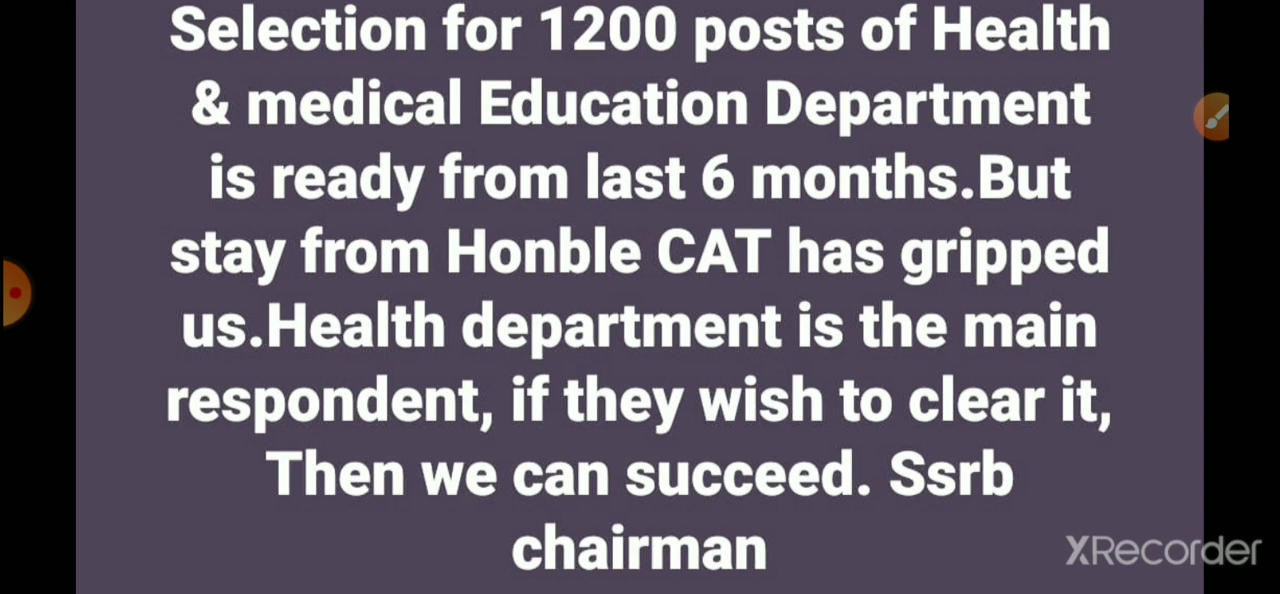 Selection for 1200 posts of Health
& medical Education Department
is ready from last 6 months.But
stay from Honble CAT has gripped
us.Health department is the main
respondent, if they wish to clear it,
Then we can succeed. Ssrb
chairman
XRecorder